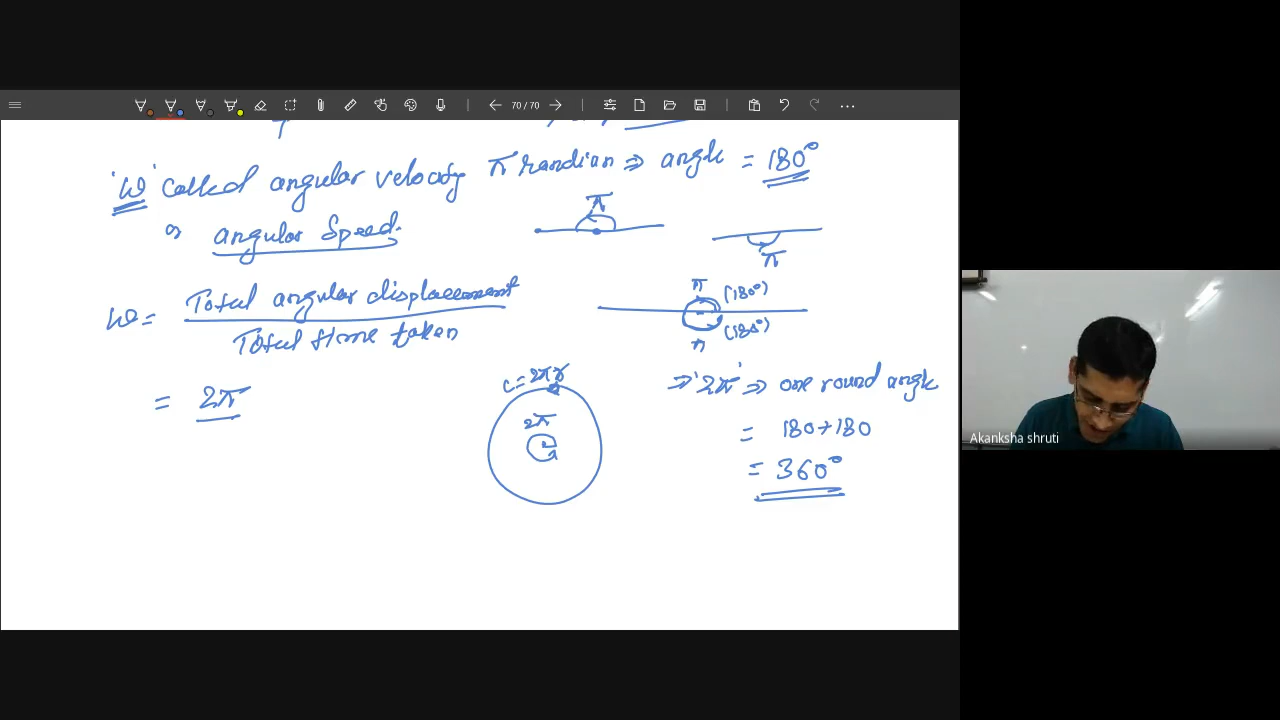 70 / 70
'ω' called angular velocity
or angular Speed.
π randian ⇒ angle = 180°
π
π
ω = Total angular displacement
Total time taken
π (180°)
(180°)
π
= 2π
C = 2πr
2π
⇒ '2π' ⇒ one round angle
= 180+180
= 360°
Akanksha shruti